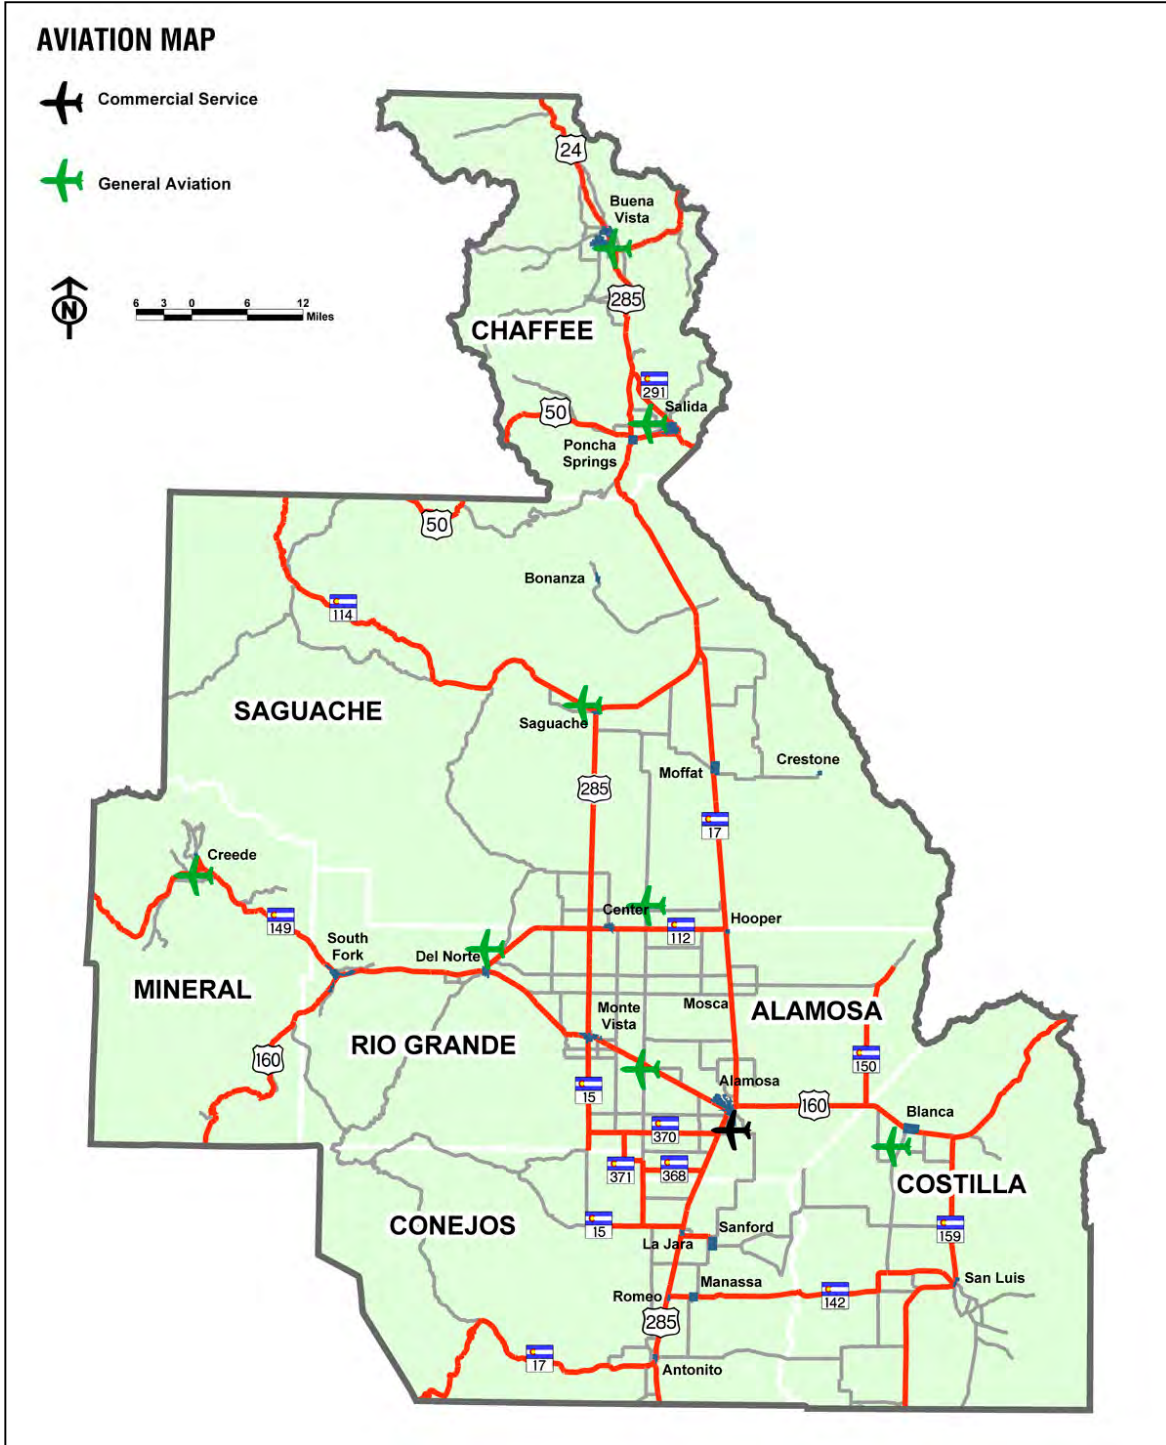 AVIATION MAP
Commercial Service
General Aviation
N
6 3 0 6 12
Miles
24
Buena
Vista
285
CHAFFEE
291
Salida
50
Poncha
Springs
50
Bonanza
114
SAGUACHE
Saguache
285
Moffat
Crestone
17
Creede
149
Center
112
Hooper
South
Fork
Del Norte
MINERAL
Monte
Vista
Mosca
ALAMOSA
RIO GRANDE
160
150
15
Alamosa
160
Blanca
370
371
368
COSTILLA
CONEJOS
15
Sanford
La Jara
159
Manassa
San Luis
Romeo
142
285
17
Antonito